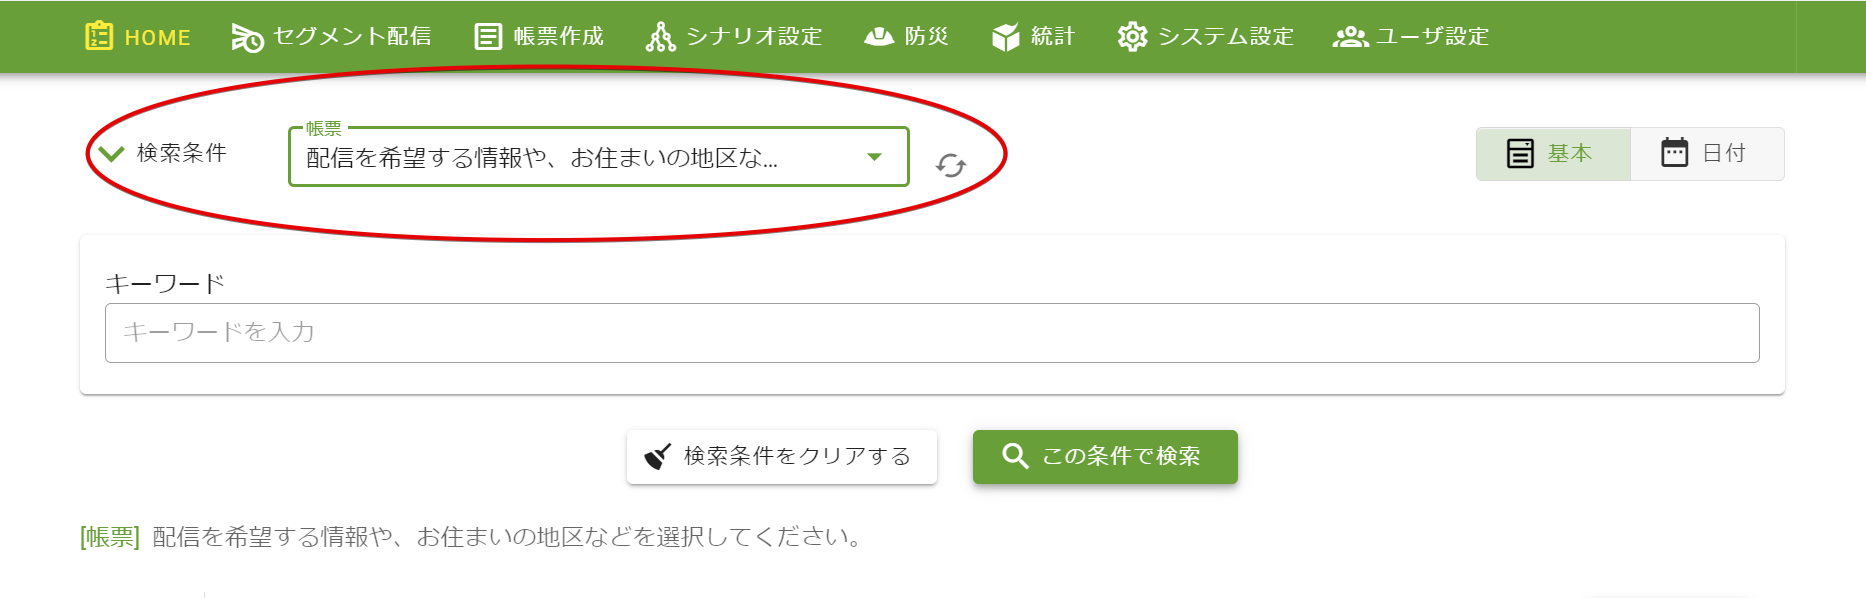 HOME セグメント配信 帳票作成 シナリオ設定 防災 統計 システム設定 ユーザ設定
帳票
検索条件 配信を希望する情報や、お住まいの地区な... 基本 日付
キーワード
キーワードを入力
検索条件をクリアする この条件で検索
[帳票] 配信を希望する情報や、お住まいの地区などを選択してください。